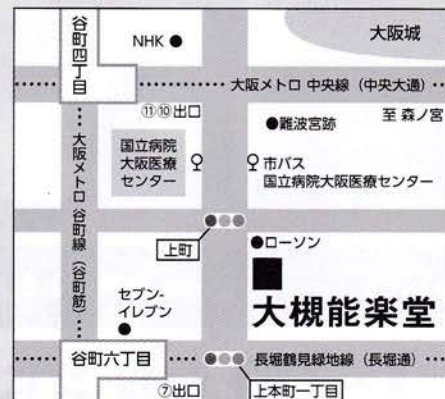 谷町四丁目
NHK ●
大阪城
大阪メトロ 中央線（中央大通）
⑪⑩出口
●難波宮跡
至 森ノ宮
国立病院
大阪医療
センター
市バス
国立病院大阪医療センター
大阪メトロ 谷町線（谷町筋）
上町
●ローソン
大槻能楽堂
セブン-
イレブン
●
谷町六丁目
長堀鶴見緑地線（長堀通）
⑦出口
上本町一丁目